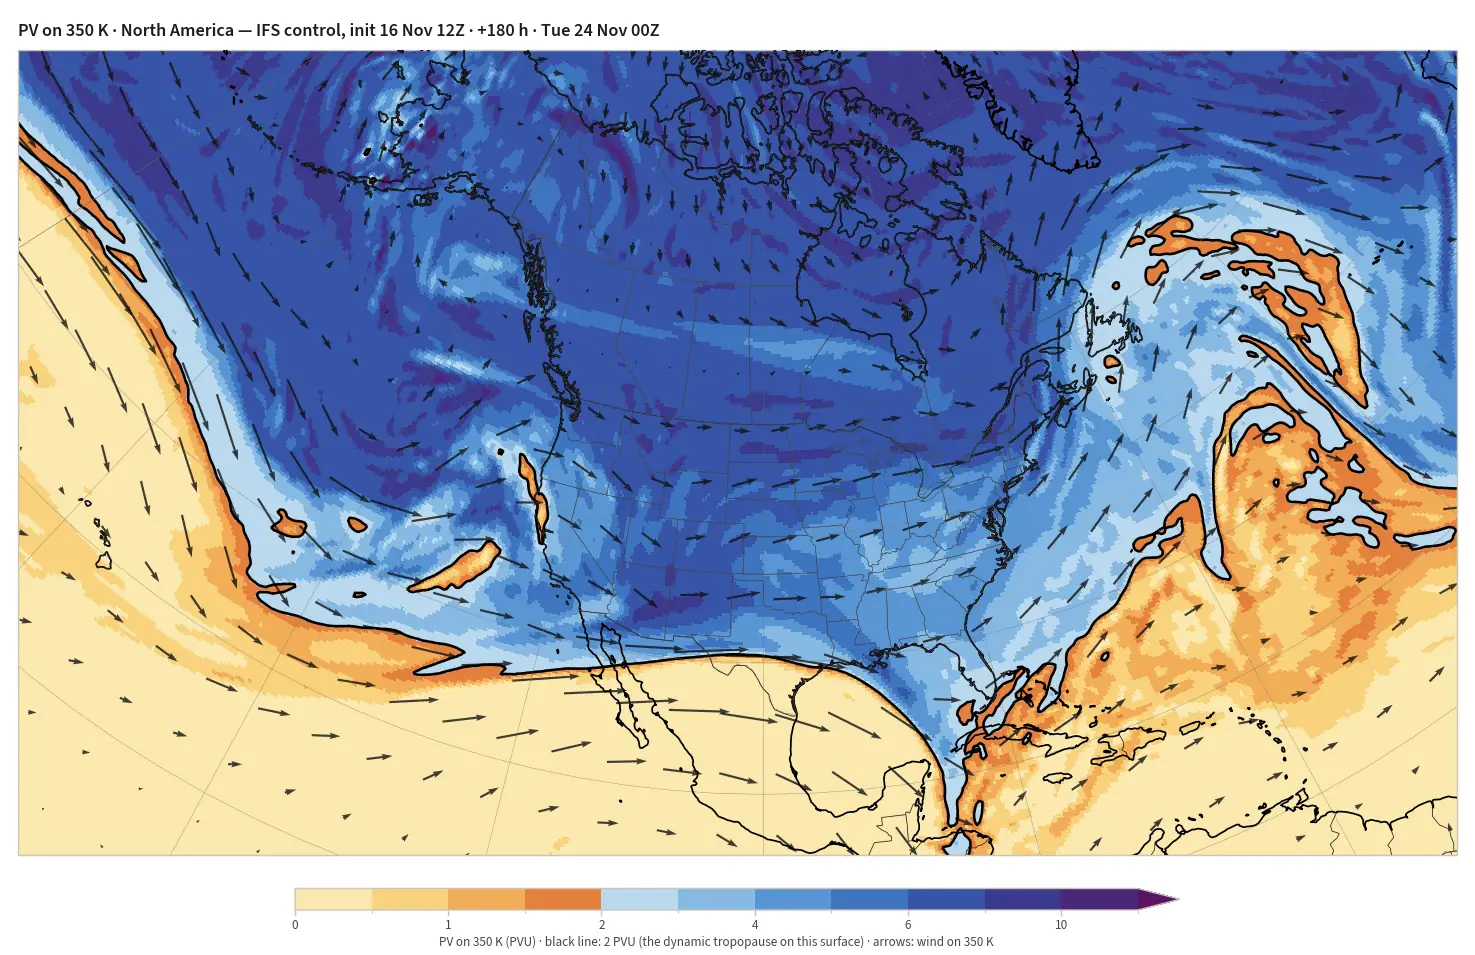 PV on 350 K · North America — IFS control, init 16 Nov 12Z · +180 h · Tue 24 Nov 00Z
0 1 2 4 6 10
PV on 350 K (PVU) · black line: 2 PVU (the dynamic tropopause on this surface) · arrows: wind on 350 K